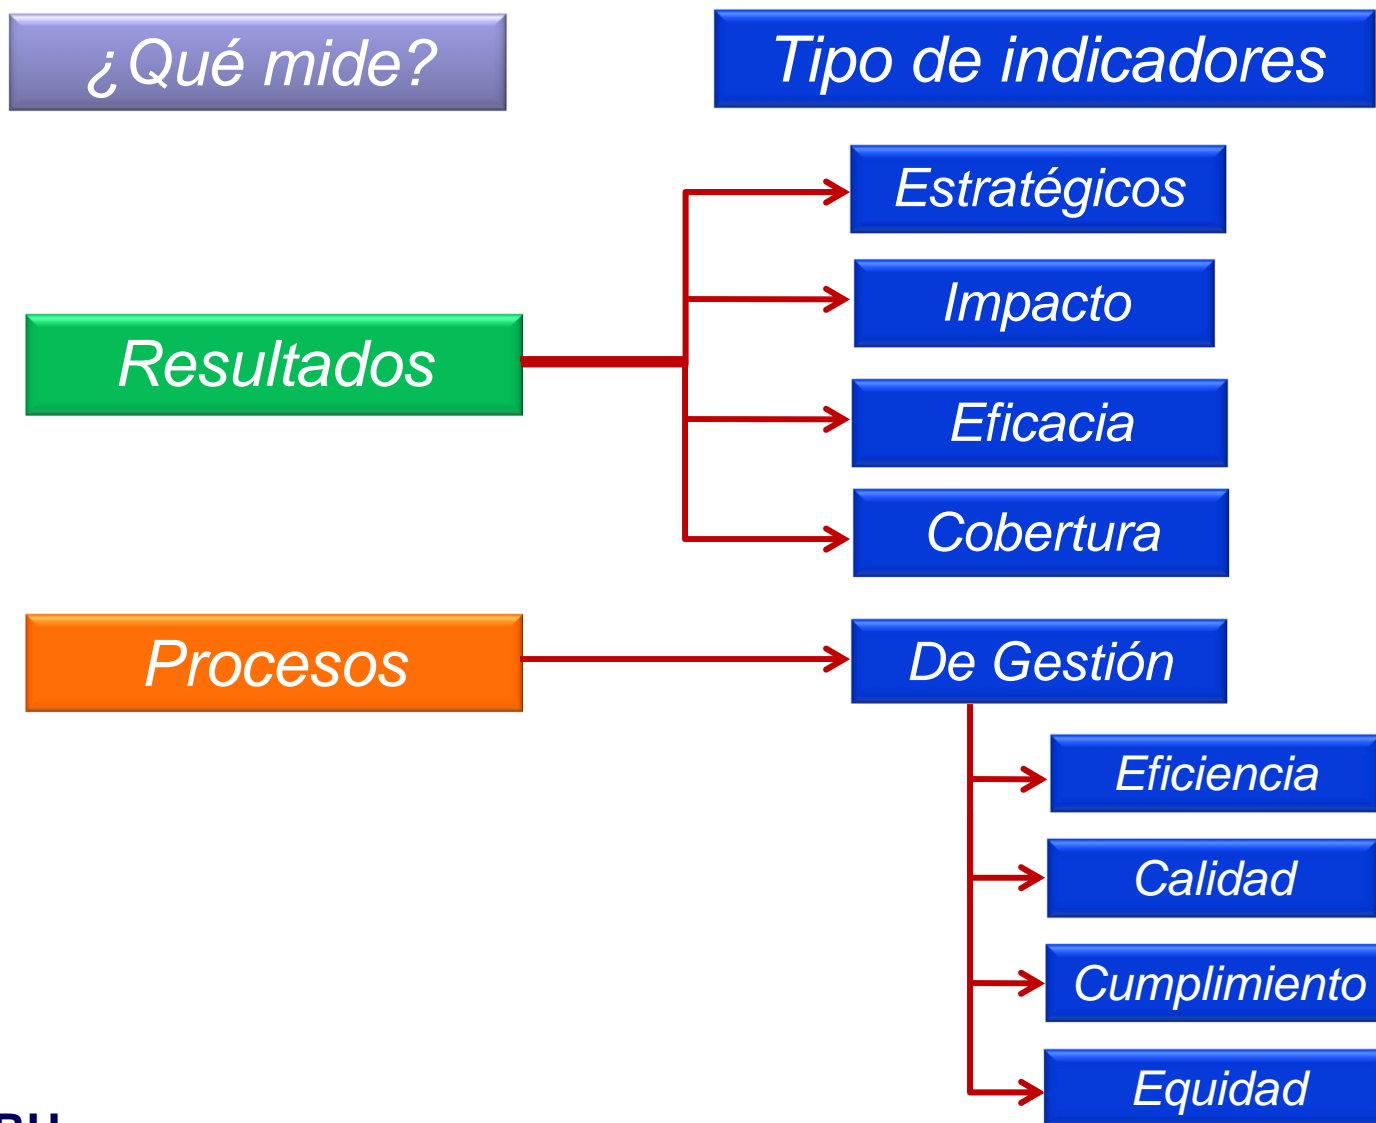 ¿Qué mide?
Tipo de indicadores
Estratégicos
Impacto
Resultados
Eficacia
Cobertura
Procesos
De Gestión
Eficiencia
Calidad
Cumplimiento
Equidad